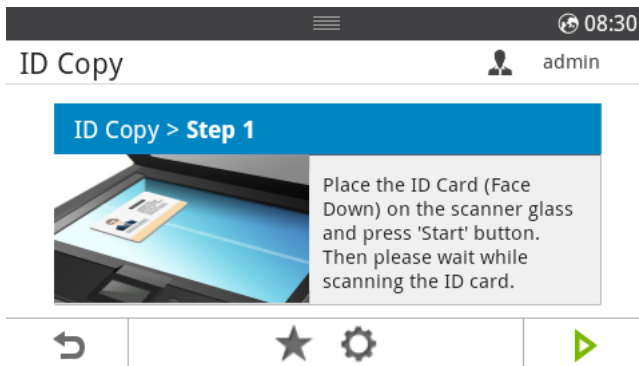 08:30
ID Copy
admin
ID Copy > Step 1
Place the ID Card (Face
Down) on the scanner glass
and press 'Start' button.
Then please wait while
scanning the ID card.